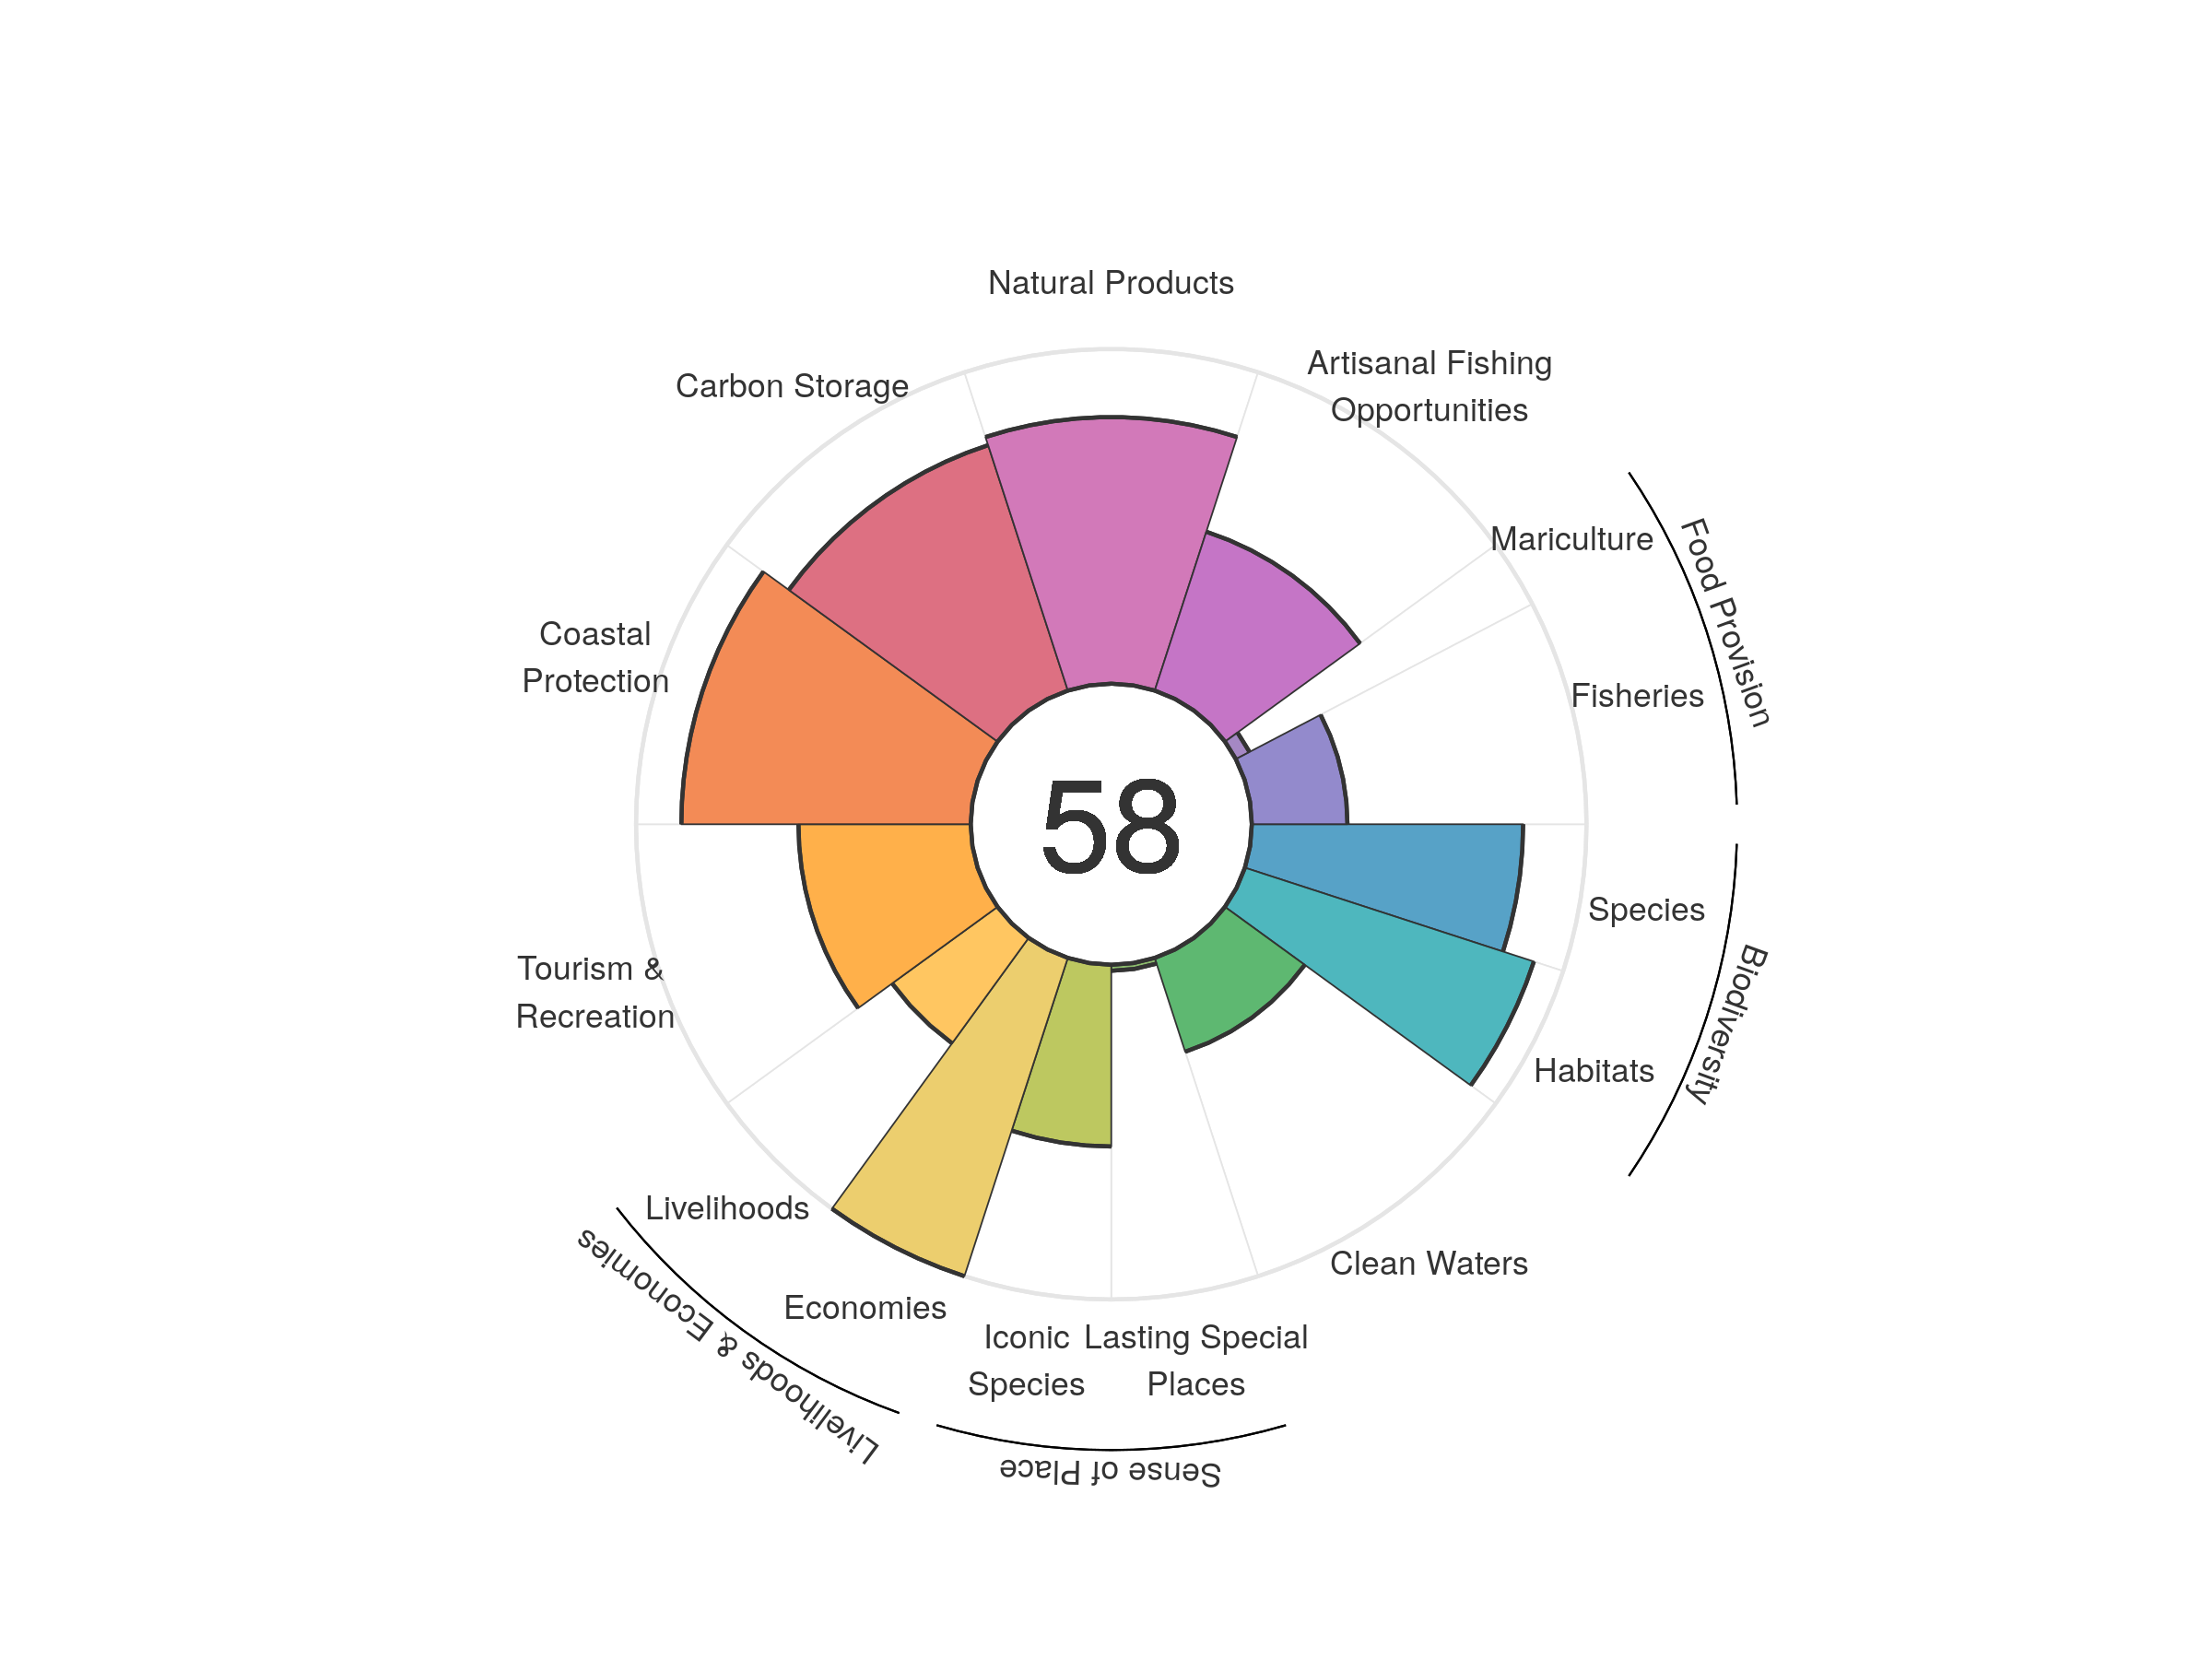 Natural Products
Artisanal Fishing
Opportunities
Carbon Storage
Mariculture
Food Provision
Fisheries
Coastal
Protection
58
Species
Biodiversity
Habitats
Tourism &
Recreation
Clean Waters
Livelihoods
Economies
Livelihoods & Economies
Iconic
Species
Lasting Special
Places
Sense of Place